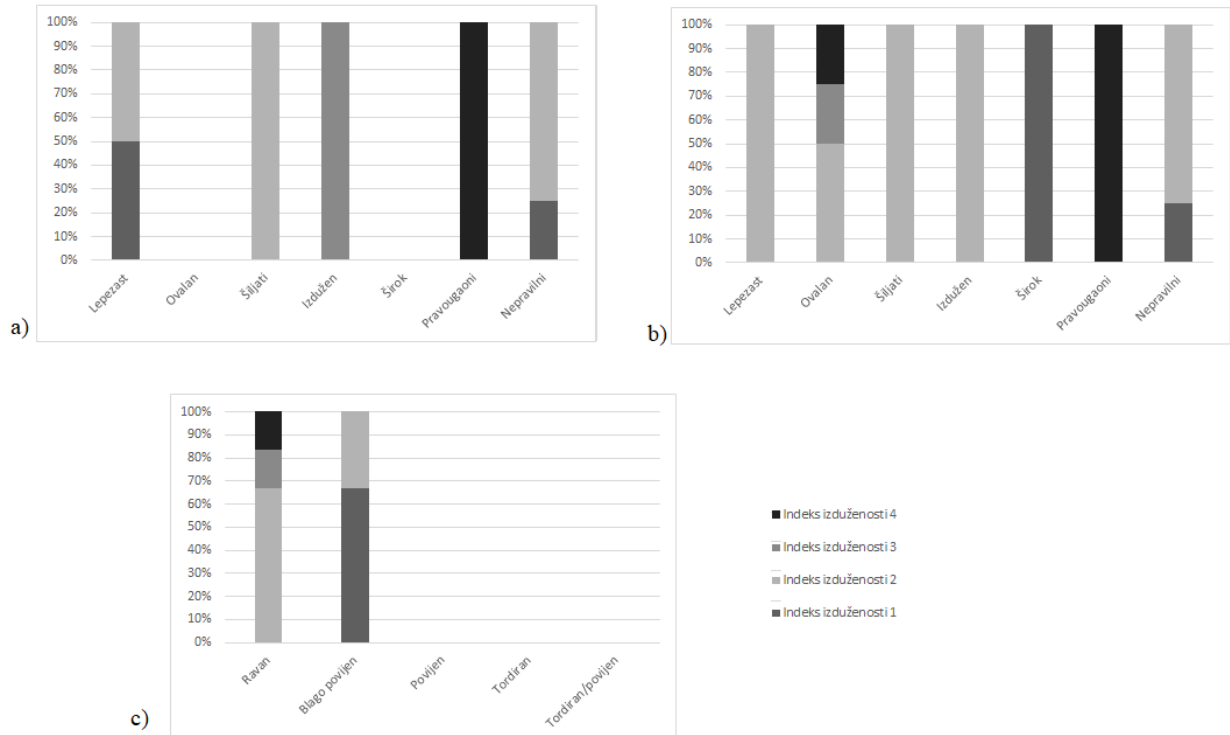 100%
90%
80%
70%
60%
50%
40%
30%
20%
10%
0%
Lepezast
Ovalan
Šiljati
Izdužen
Širok
Pravougaoni
Nepravilni
a)
100%
90%
80%
70%
60%
50%
40%
30%
20%
10%
0%
Lepezast
Ovalan
Šiljati
Izdužen
Širok
Pravougaoni
Nepravilni
b)
100%
90%
80%
70%
60%
50%
40%
30%
20%
10%
0%
Ravan
Blago povijen
Povijen
Tordiran
Tordiran/povijen
c)
Indeks izduženosti 4
Indeks izduženosti 3
Indeks izduženosti 2
Indeks izduženosti 1